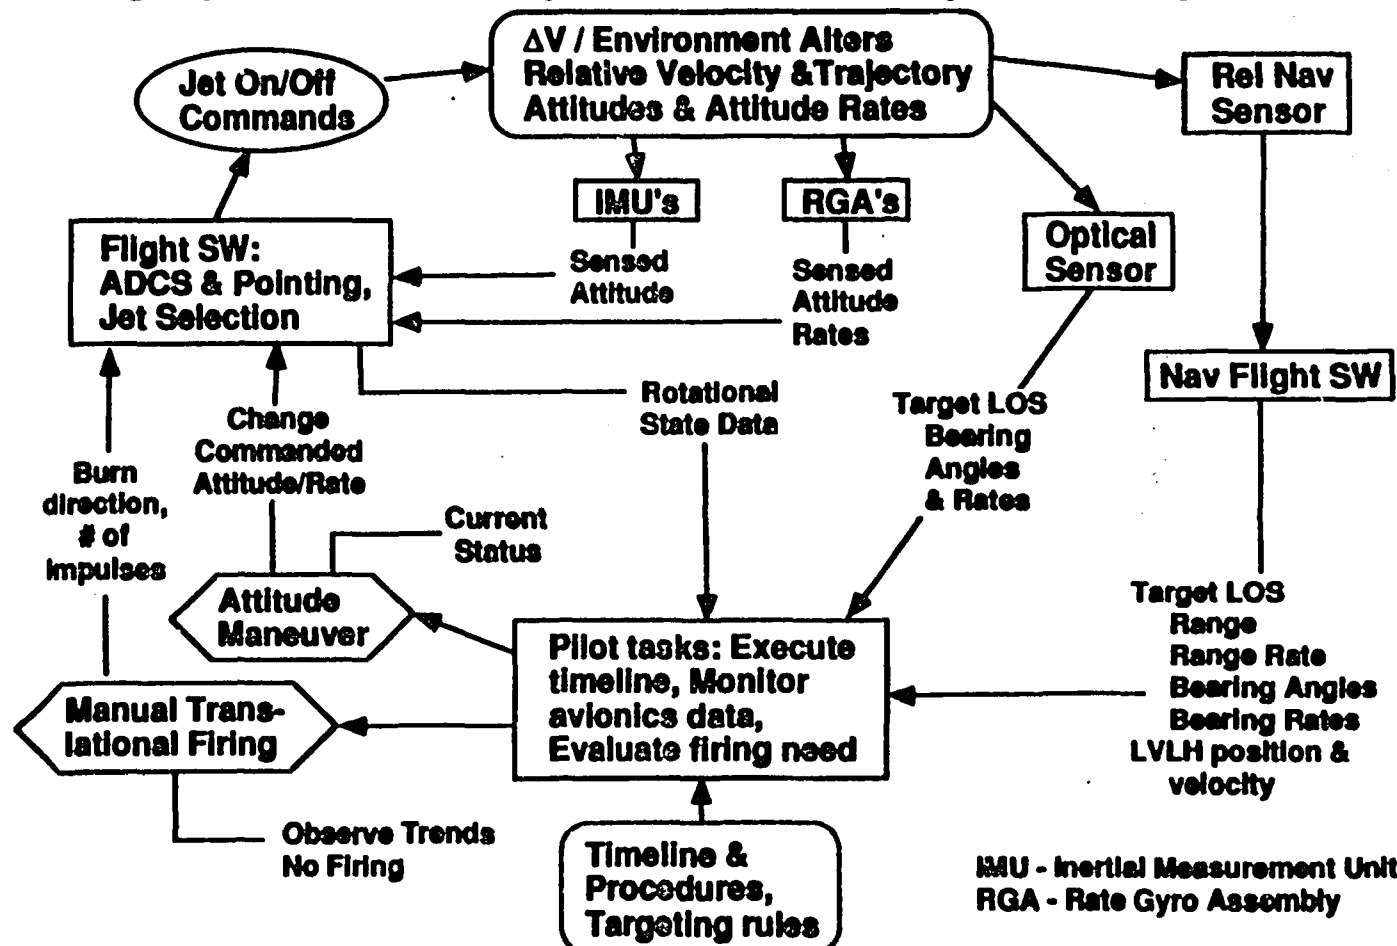 ΔV / Environment Alters
Relative Velocity &Trajectory
Attitudes & Attitude Rates
Jet On/Off
Commands
Rel Nav
Sensor
IMU's
RGA's
Optical
Sensor
Flight SW:
ADCS & Pointing,
Jet Selection
Sensed
Attitude
Sensed
Attitude
Rates
Nav Flight SW
Rotational
State Data
Target LOS
Bearing
Angles
& Rates
Change
Commanded
Attitude/Rate
Burn
direction,
# of
impulses
Current
Status
Attitude
Maneuver
Pilot tasks: Execute
timeline, Monitor
avionics data,
Evaluate firing need
Target LOS
Range
Range Rate
Bearing Angles
Bearing Rates
LVLH position &
velocity
Manual Trans-
lational Firing
Observe Trends
No Firing
Timeline &
Procedures,
Targeting rules
IMU - Inertial Measurement Unit
RGA - Rate Gyro Assembly